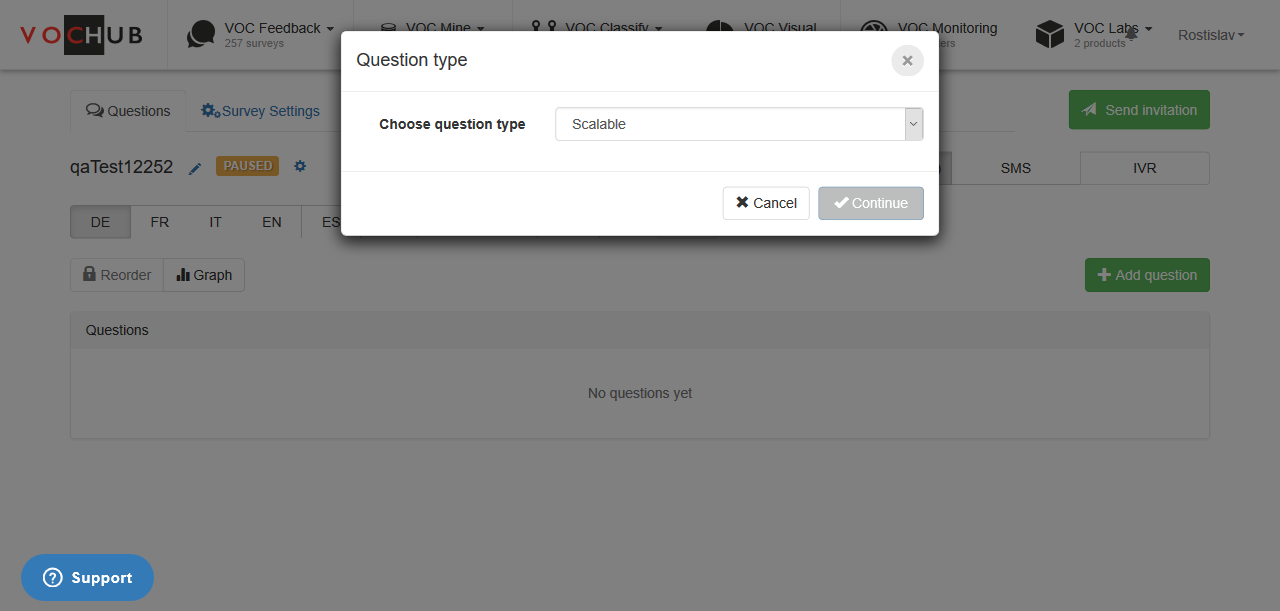 VOCHUB
VOC Feedback
257 surveys
VOC Mine
VOC Classify
VOC Visual
VOC Monitoring
VOC Labs
2 products
Rostislav
Question type
Choose question type
Scalable
Cancel
Continue
Questions
Survey Settings
Send invitation
qaTest12252
PAUSED
SMS
IVR
DE
FR
IT
EN
ES
Reorder
Graph
Add question
Questions
No questions yet
Support